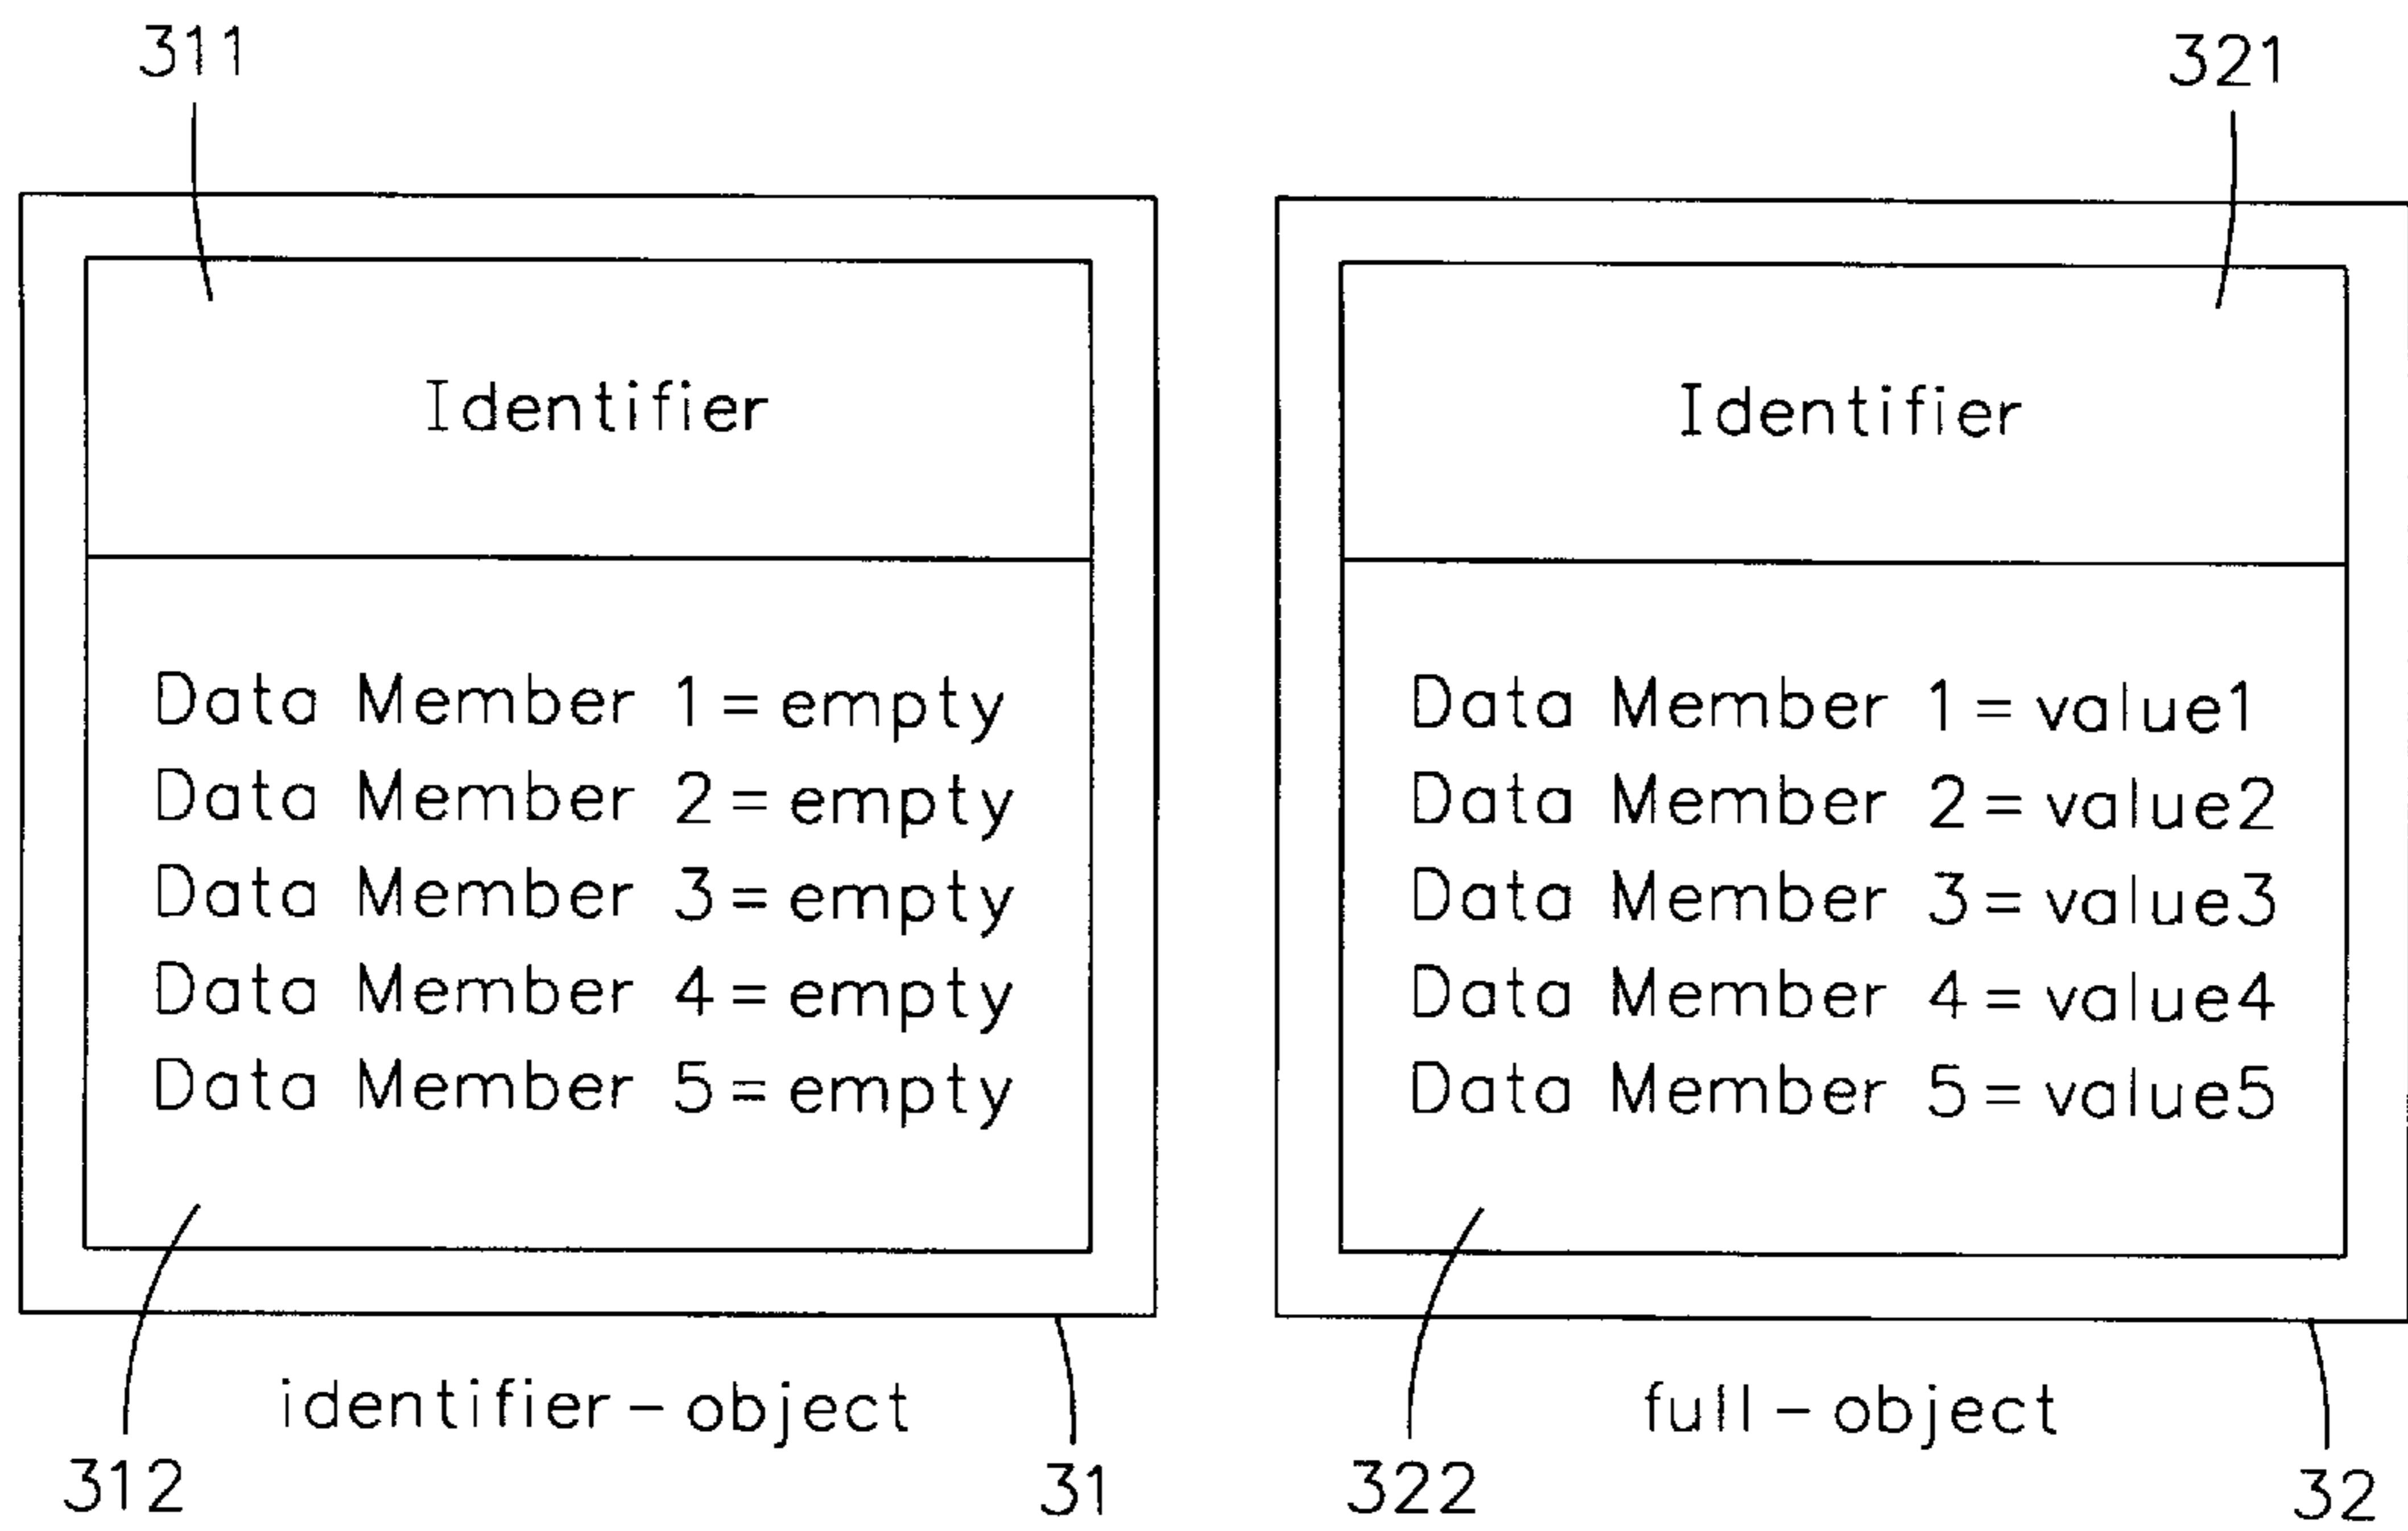 311
321
Identifier
Data Member 1 = empty
Data Member 2 = empty
Data Member 3 = empty
Data Member 4 = empty
Data Member 5 = empty
identifier-object
312
31
Identifier
Data Member 1 = value1
Data Member 2 = value2
Data Member 3 = value3
Data Member 4 = value4
Data Member 5 = value5
full-object
322
32